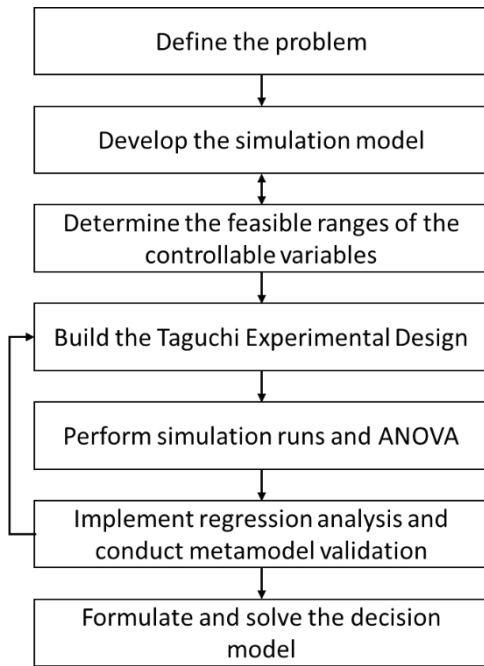 Define the problem
Develop the simulation model
Determine the feasible ranges of the
controllable variables
Build the Taguchi Experimental Design
Perform simulation runs and ANOVA
Implement regression analysis and
conduct metamodel validation
Formulate and solve the decision
model